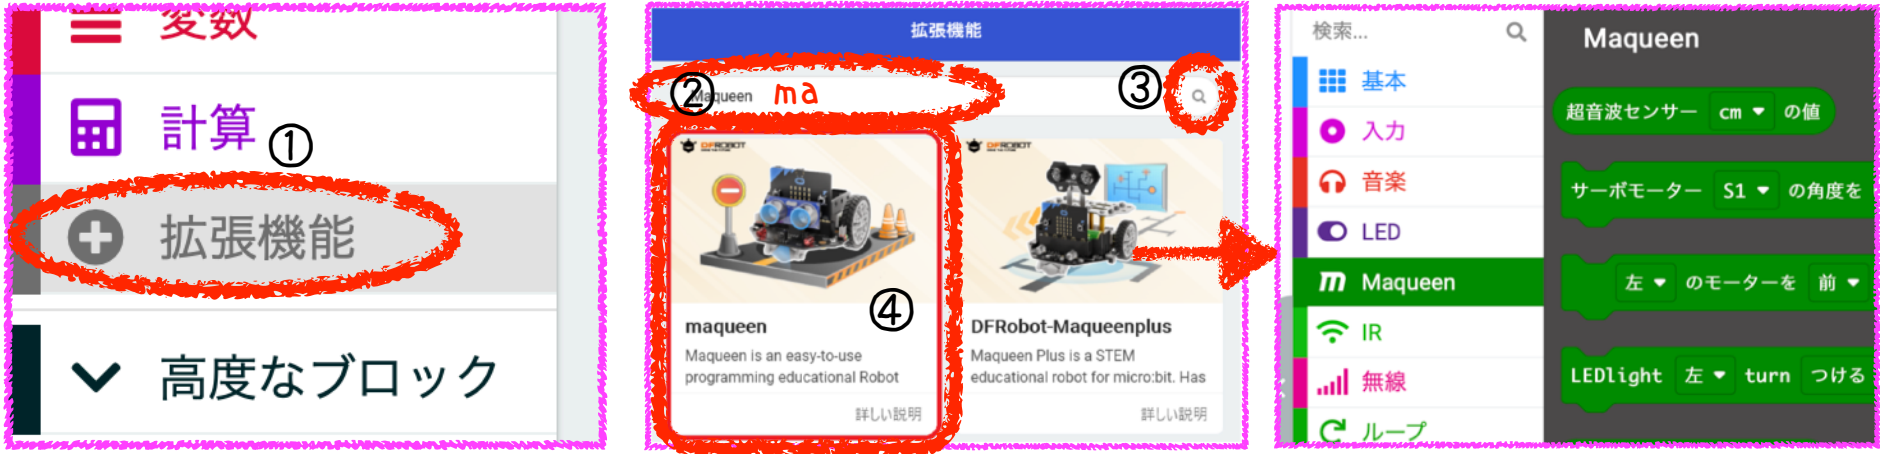 変数
計算
①
拡張機能
高度なブロック
拡張機能
②
Maqueen
ma
③
DFROBOT
maqueen
④
Maqueen is an easy-to-use
programming educational Robot
詳しい説明
DFROBOT
DFRobot-Maqueenplus
Maqueen Plus is a STEM
educational robot for micro:bit. Has
詳しい説明
検索...
基本
入力
音楽
LED
Maqueen
IR
無線
ループ
Maqueen
超音波センサー cm の値
サーボモーター S1 の角度を
左 のモーターを 前
LEDlight 左 turn つける